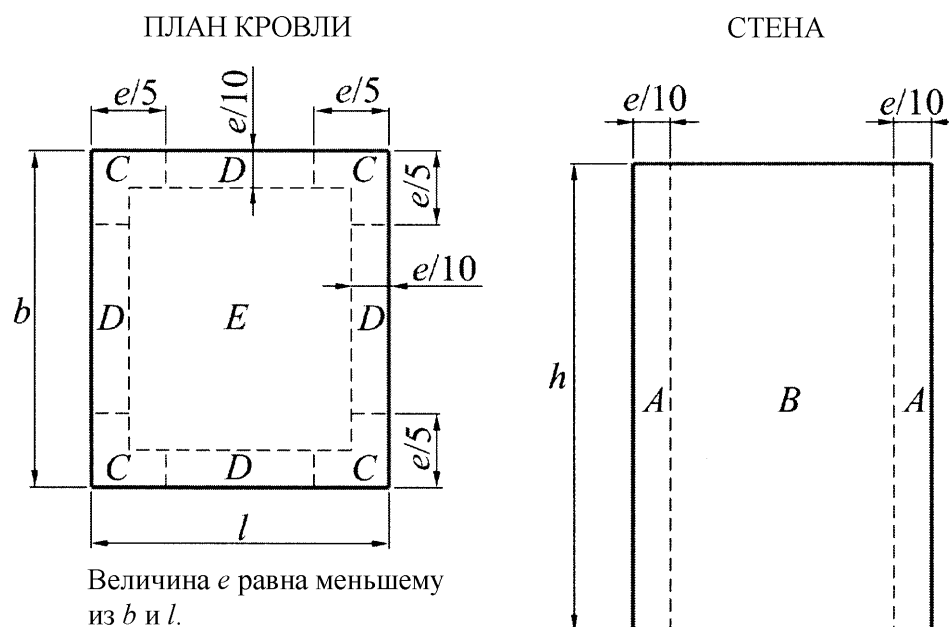 ПЛАН КРОВЛИ
СТЕНА
e/5
e/10
e/5
e/10
e/10
C D C
e/5
e/10
b
D E D
h
A B A
C D C
e/5
l
Величина e равна меньшему
из b и l.